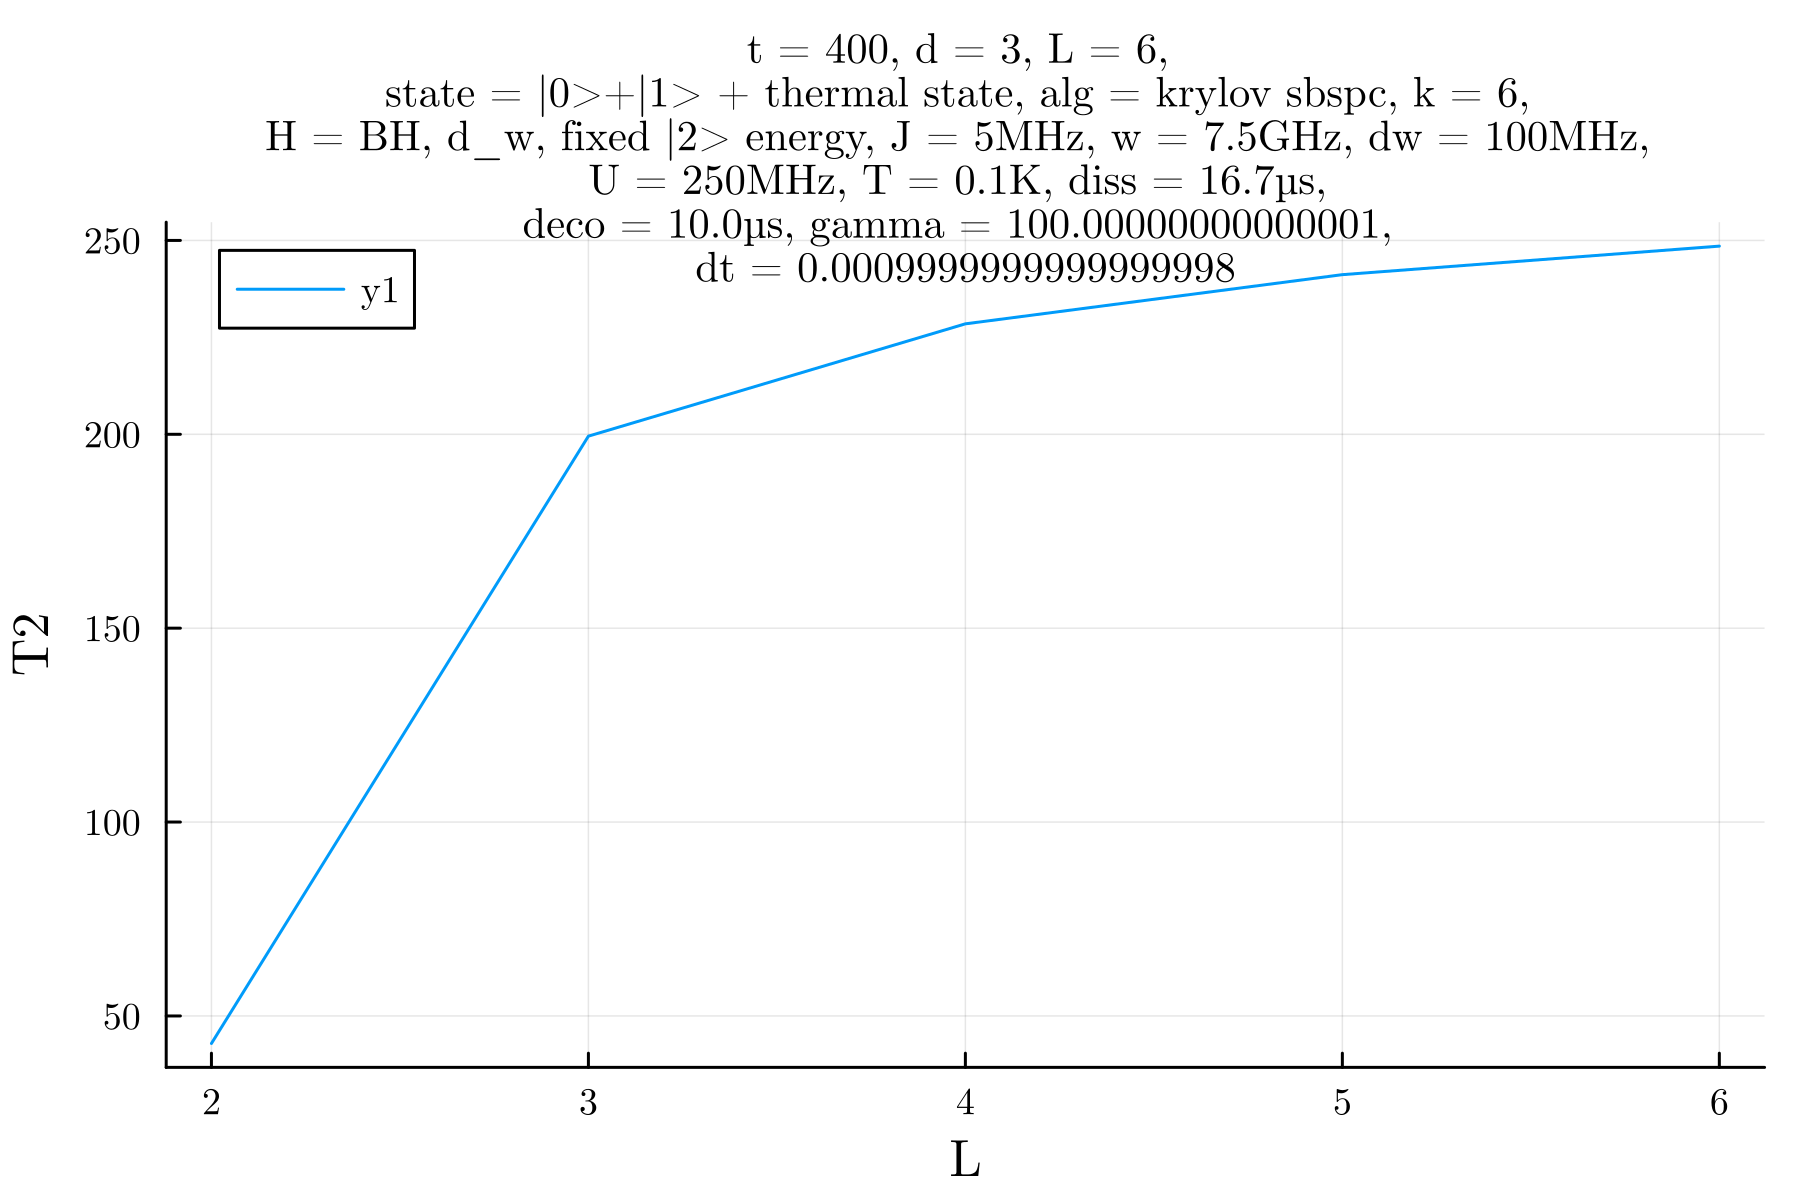 t = 400, d = 3, L = 6,
state = |0>+|1> + thermal state, alg = krylov sbspc, k = 6,
H = BH, d_w, fixed |2> energy, J = 5MHz, w = 7.5GHz, dw = 100MHz,
U = 250MHz, T = 0.1K, diss = 16.7µs,
deco = 10.0µs, gamma = 100.00000000000001,
dt = 0.0009999999999999998
y1
250
200
150
100
50
T2
2 3 4 5 6
L